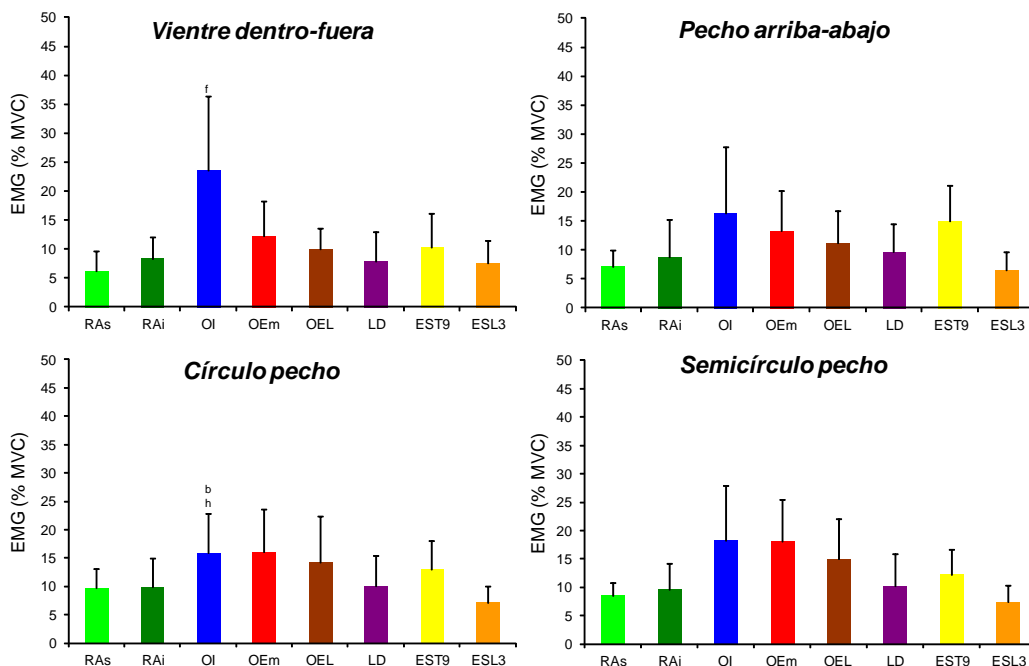 Vientre dentro-fuera
EMG (% MVC)
50
45
40
35
30
25
20
15
10
5
0
f
RAs RAi OI OEm OEL LD EST9 ESL3
Pecho arriba-abajo
EMG (% MVC)
50
45
40
35
30
25
20
15
10
5
0
RAs RAi OI OEm OEL LD EST9 ESL3
Círculo pecho
EMG (% MVC)
50
45
40
35
30
25
20
15
10
5
0
b
h
RAs RAi OI OEm OEL LD EST9 ESL3
Semicírculo pecho
EMG (% MVC)
50
45
40
35
30
25
20
15
10
5
0
RAs RAi OI OEm OEL LD EST9 ESL3